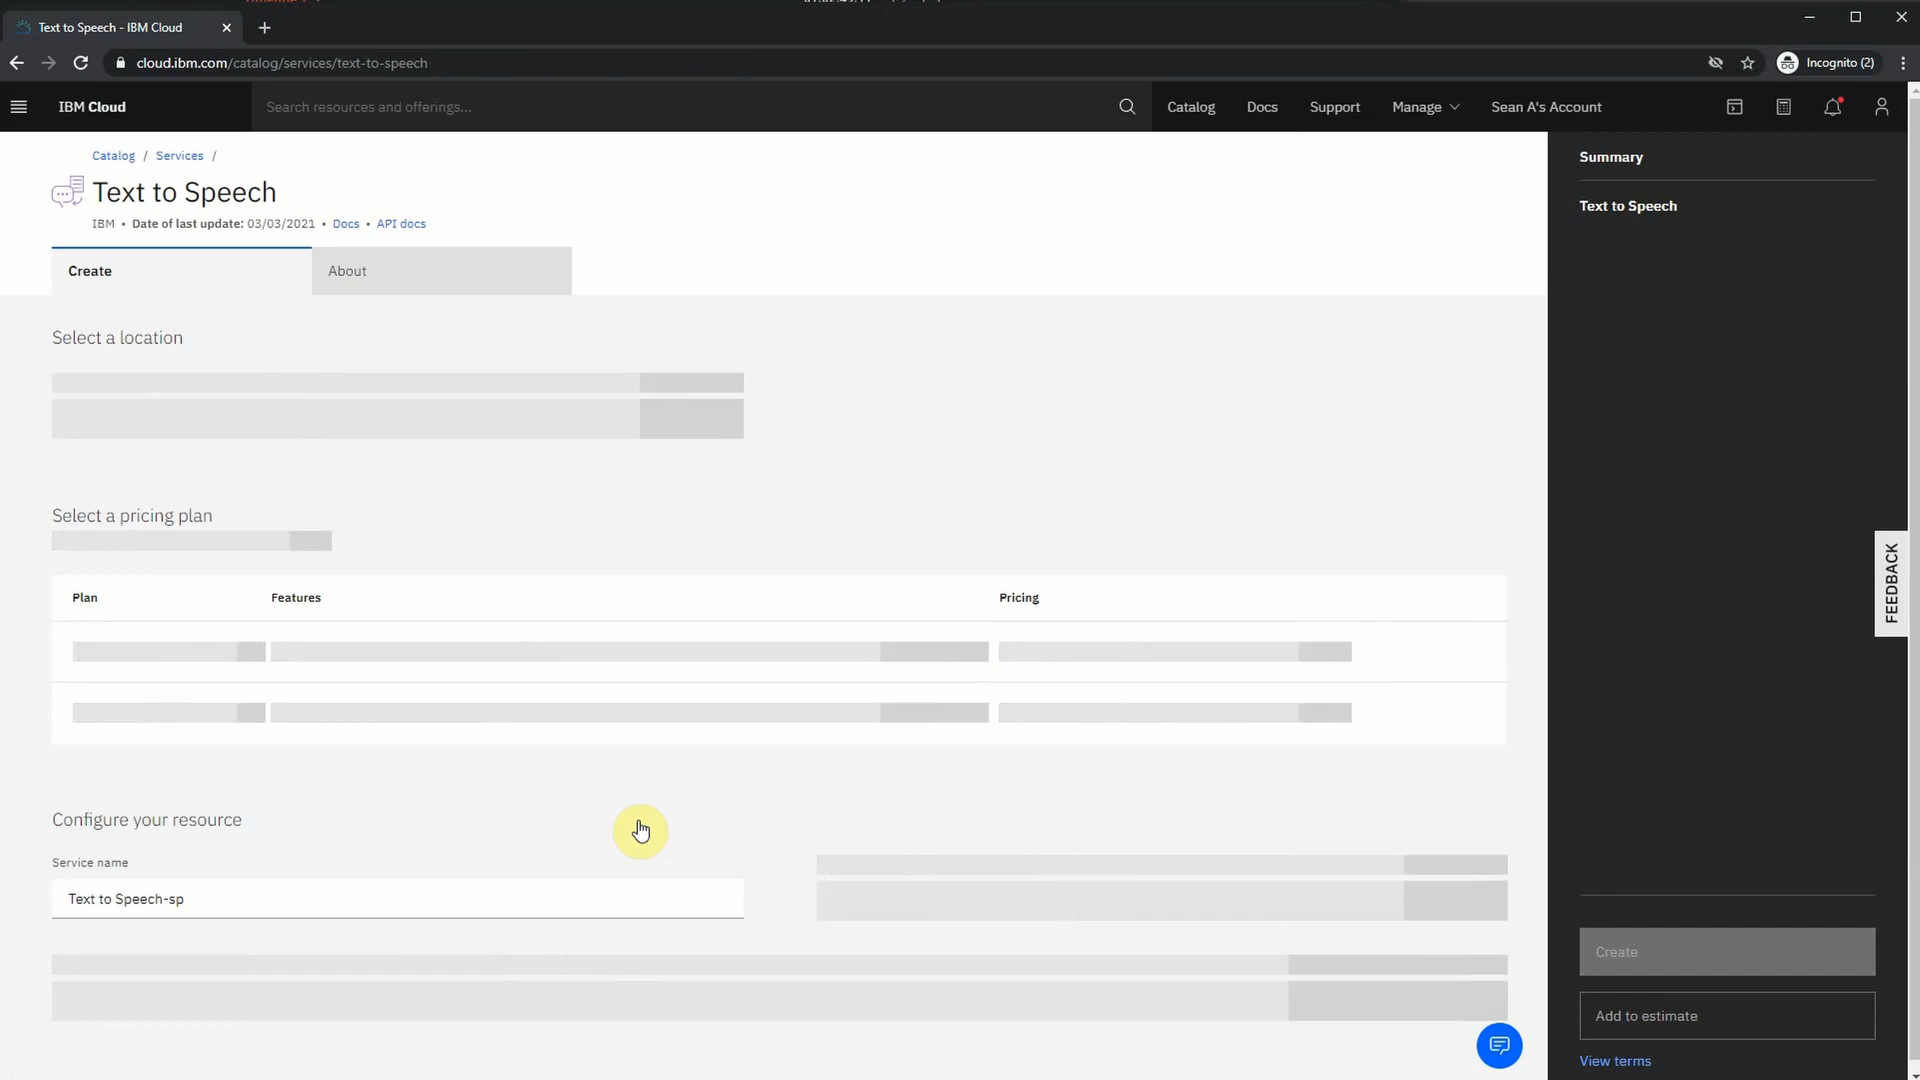 Text to Speech - IBM Cloud
cloud.ibm.com/catalog/services/text-to-speech
Incognito (2)
IBM Cloud
Search resources and offerings...
Catalog
Docs
Support
Manage
Sean A's Account
Catalog / Services /
Text to Speech
IBM • Date of last update: 03/03/2021 • Docs • API docs
Create
About
Select a location
Select a pricing plan
Plan
Features
Pricing
Configure your resource
Service name
Text to Speech-sp
Summary
Text to Speech
FEEDBACK
Create
Add to estimate
View terms